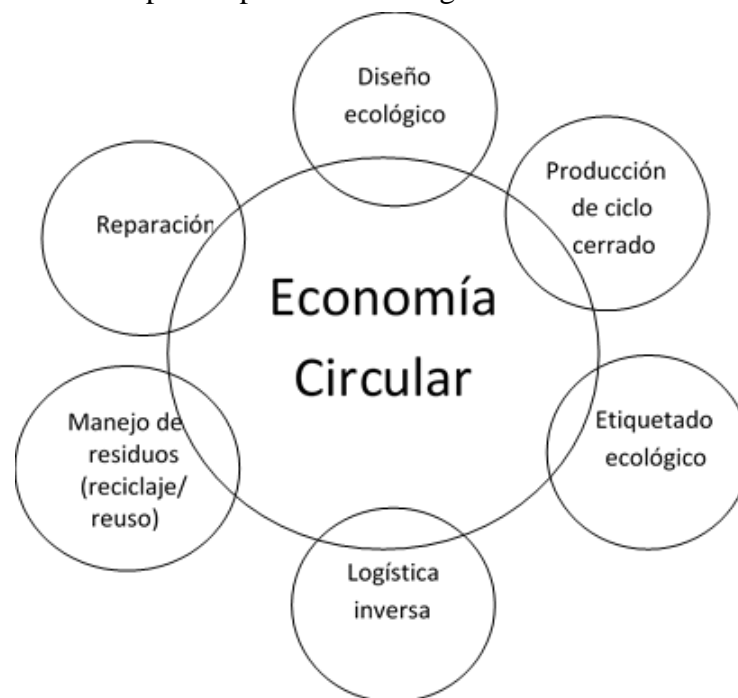 Diseño
ecológico
Producción
de ciclo
cerrado
Reparación
Economía
Circular
Etiquetado
ecológico
Manejo de
residuos
(reciclaje/
reuso)
Logística
inversa